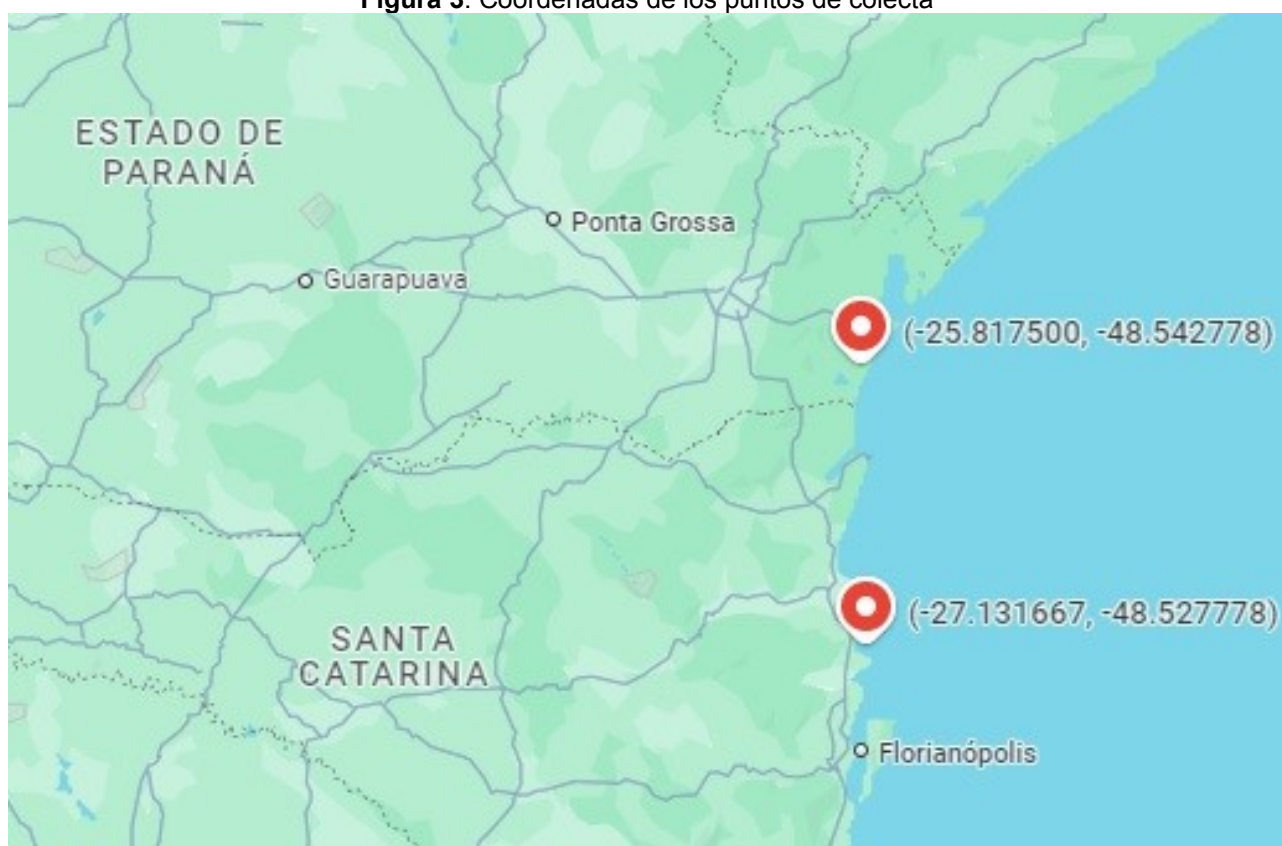 Figura 3. Coordenadas de los puntos de colecta
ESTADO DE
PARANÁ
Ponta Grossa
Guarapuava
(-25.817500, -48.542778)
(-27.131667, -48.527778)
SANTA
CATARINA
Florianópolis